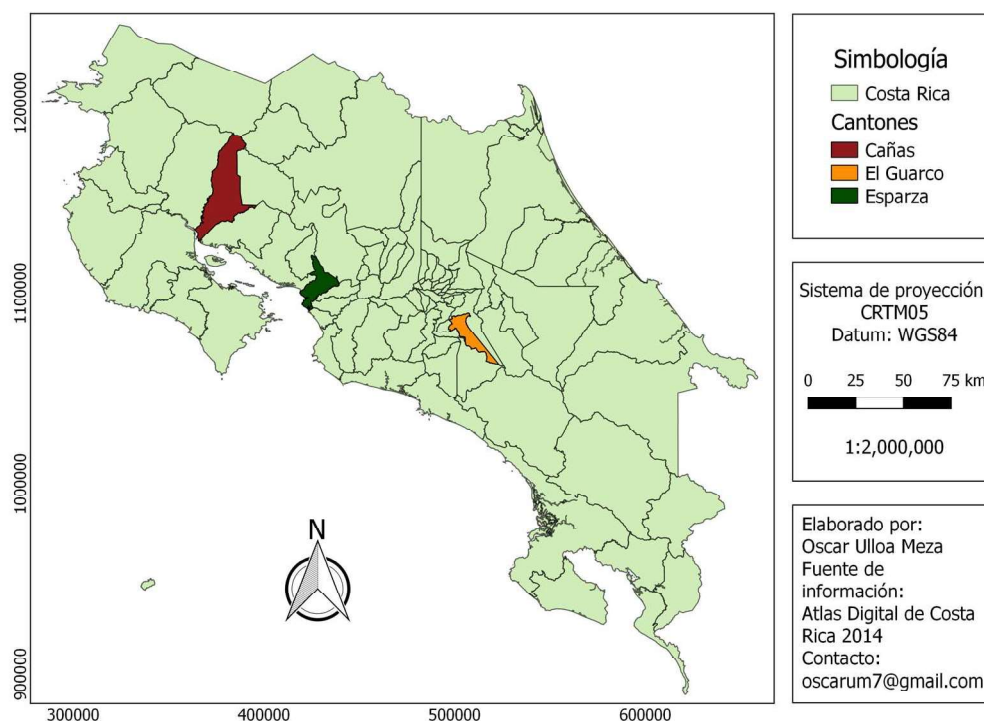 1200000
1100000
1000000
900000
300000
400000
500000
600000
N
Simbología
Costa Rica
Cantones
Cañas
El Guarco
Esparza
Sistema de proyección
CRTM05
Datum: WGS84
0 25 50 75 km
1:2,000,000
Elaborado por:
Oscar Ulloa Meza
Fuente de
información:
Atlas Digital de Costa
Rica 2014
Contacto:
oscarum7@gmail.com